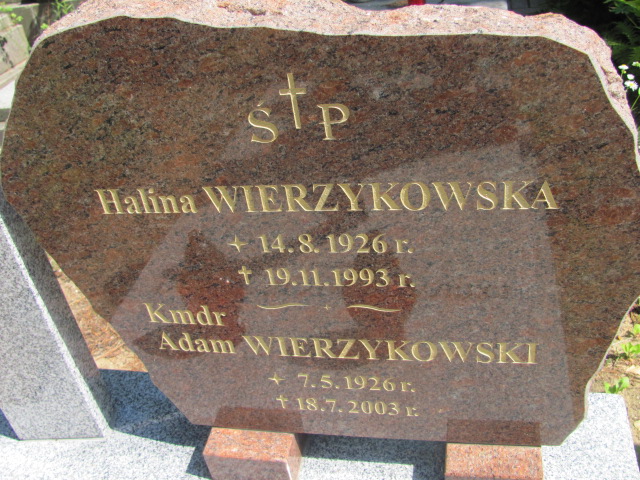 Ś † P
Halina WIERZYKOWSKA
✦ 14.8.1926 r.
† 19.11.1993 r.
Kmdr
Adam WIERZYKOWSKI
✦ 7.5.1926 r.
† 18.7.2003 r.